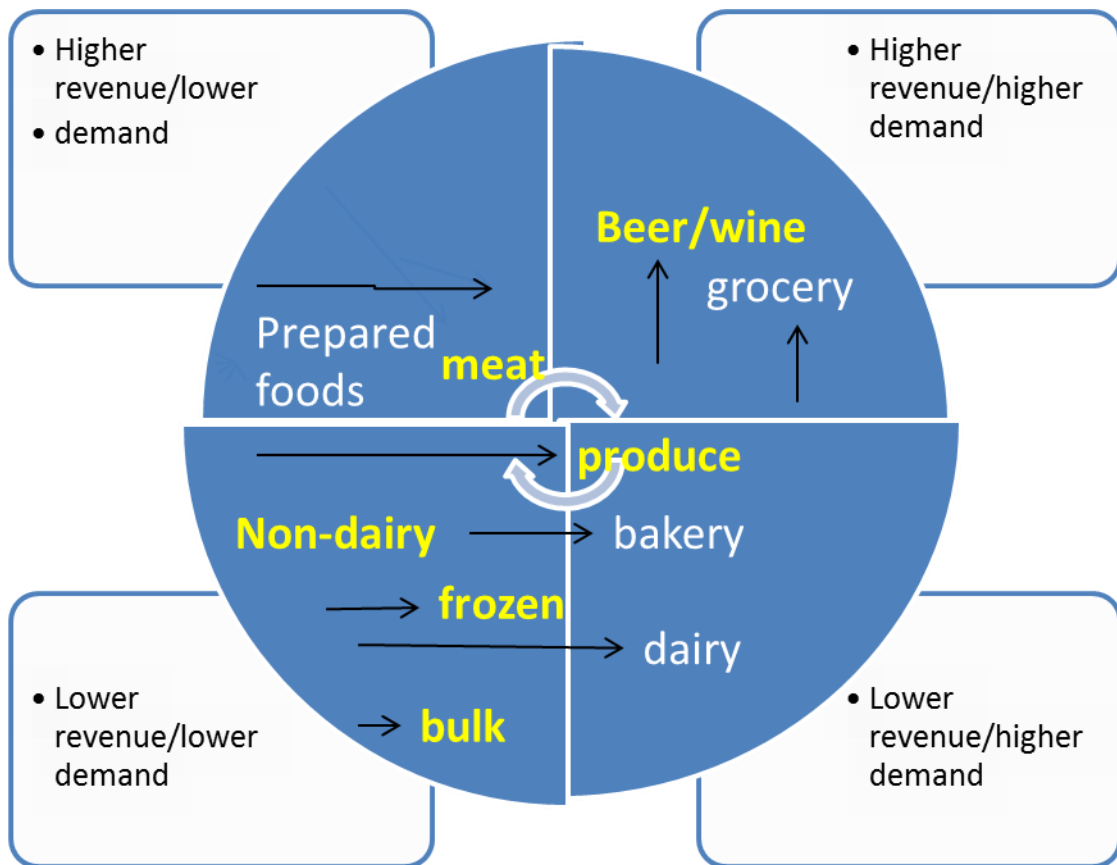 • Higher
revenue/lower
• demand
• Higher
revenue/higher
demand
Beer/wine
grocery
Prepared
foods
meat
produce
Non-dairy
bakery
frozen
dairy
bulk
• Lower
revenue/lower
demand
• Lower
revenue/higher
demand